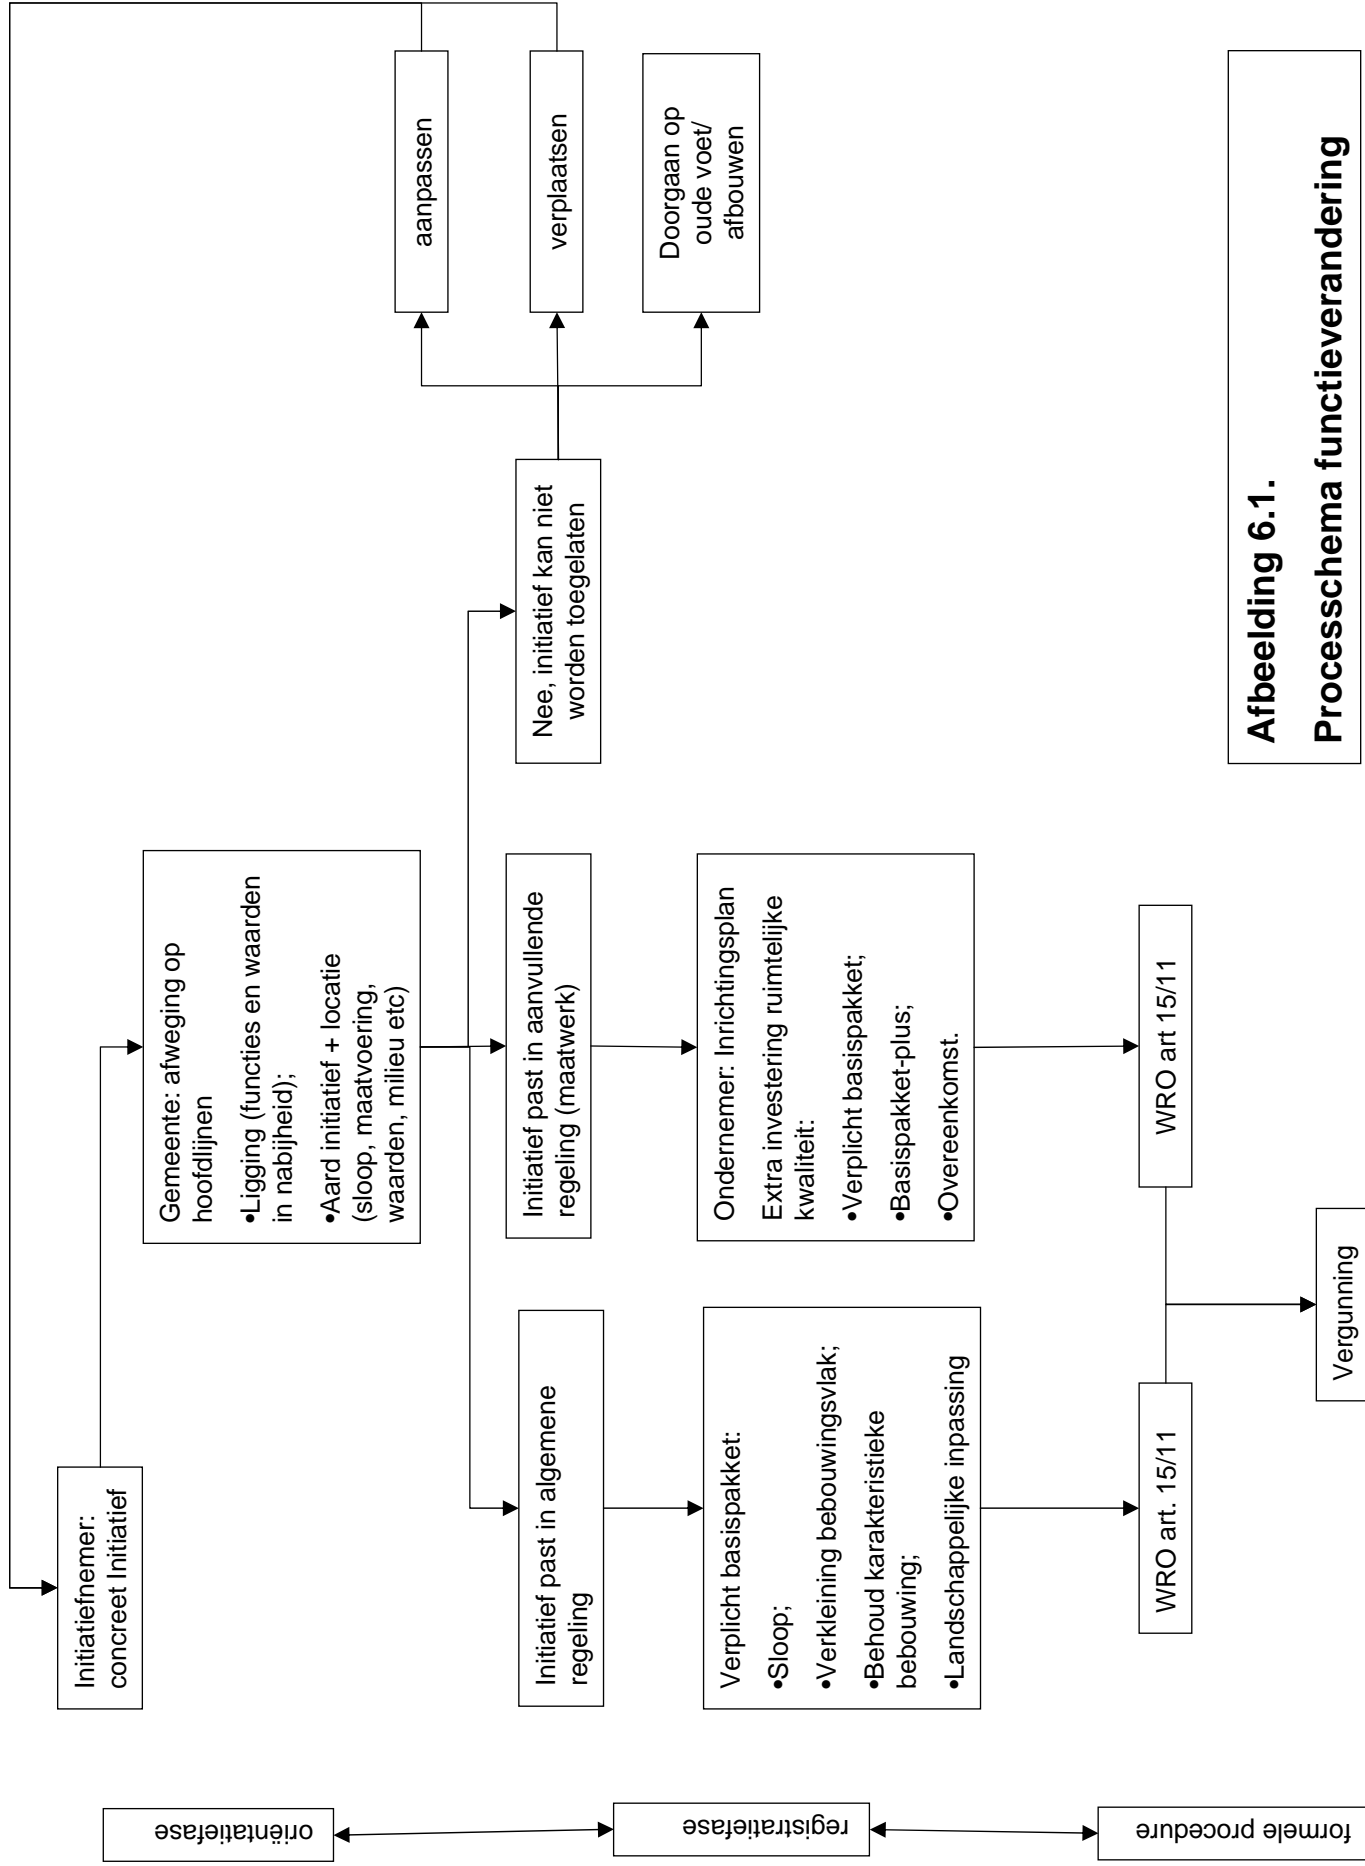 Initiatiefnemer:
concreet Initiatief
Gemeente: afweging op
hoofdlijnen
•Ligging (functies en waarden
in nabijheid);
•Aard initiatief + locatie
(sloop, maatvoering,
waarden, milieu etc)
Initiatief past in algemene
regeling
Initiatief past in aanvullende
regeling (maatwerk)
Nee, initiatief kan niet
worden toegelaten
aanpassen
verplaatsen
Doorgaan op
oude voet/
afbouwen
Verplicht basispakket:
•Sloop;
•Verkleining bebouwingsvlak;
•Behoud karakteristieke
bebouwing;
•Landschappelijke inpassing
Ondernemer: Inrichtingsplan
Extra investering ruimtelijke
kwaliteit:
•Verplicht basispakket;
•Basispakket-plus;
•Overeenkomst.
WRO art. 15/11
WRO art 15/11
Vergunning
oriëntatiefase
registratiefase
formele procedure
Afbeelding 6.1.
Processchema functieverandering